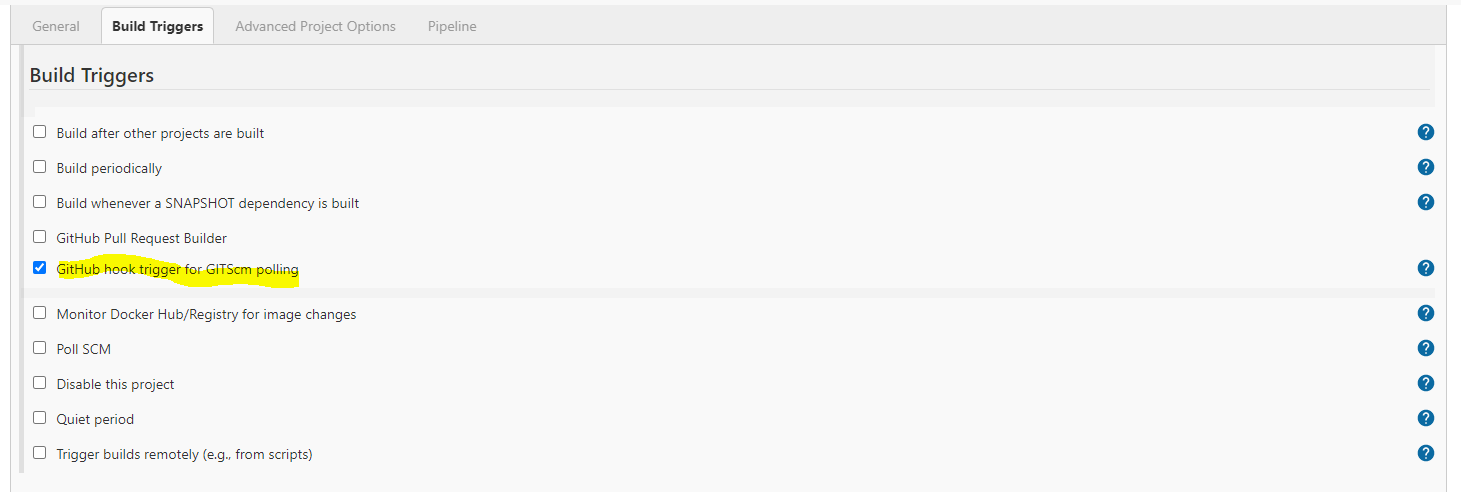 General Build Triggers Advanced Project Options Pipeline
Build Triggers
Build after other projects are built ?
Build periodically ?
Build whenever a SNAPSHOT dependency is built ?
GitHub Pull Request Builder
GitHub hook trigger for GITScm polling ?
Monitor Docker Hub/Registry for image changes ?
Poll SCM ?
Disable this project ?
Quiet period ?
Trigger builds remotely (e.g., from scripts) ?